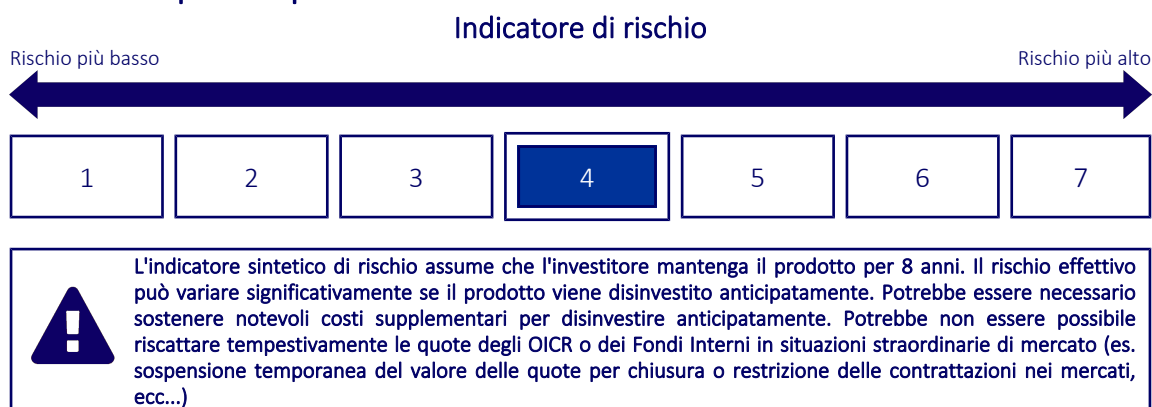 Indicatore di rischio
Rischio più basso
Rischio più alto
1
2
3
4
5
6
7
L'indicatore sintetico di rischio assume che l'investitore mantenga il prodotto per 8 anni. Il rischio effettivo
può variare significativamente se il prodotto viene disinvestito anticipatamente. Potrebbe essere necessario
sostenere notevoli costi supplementari per disinvestire anticipatamente. Potrebbe non essere possibile
riscattare tempestivamente le quote degli OICR o dei Fondi Interni in situazioni straordinarie di mercato (es.
sospensione temporanea del valore delle quote per chiusura o restrizione delle contrattazioni nei mercati,
ecc...)